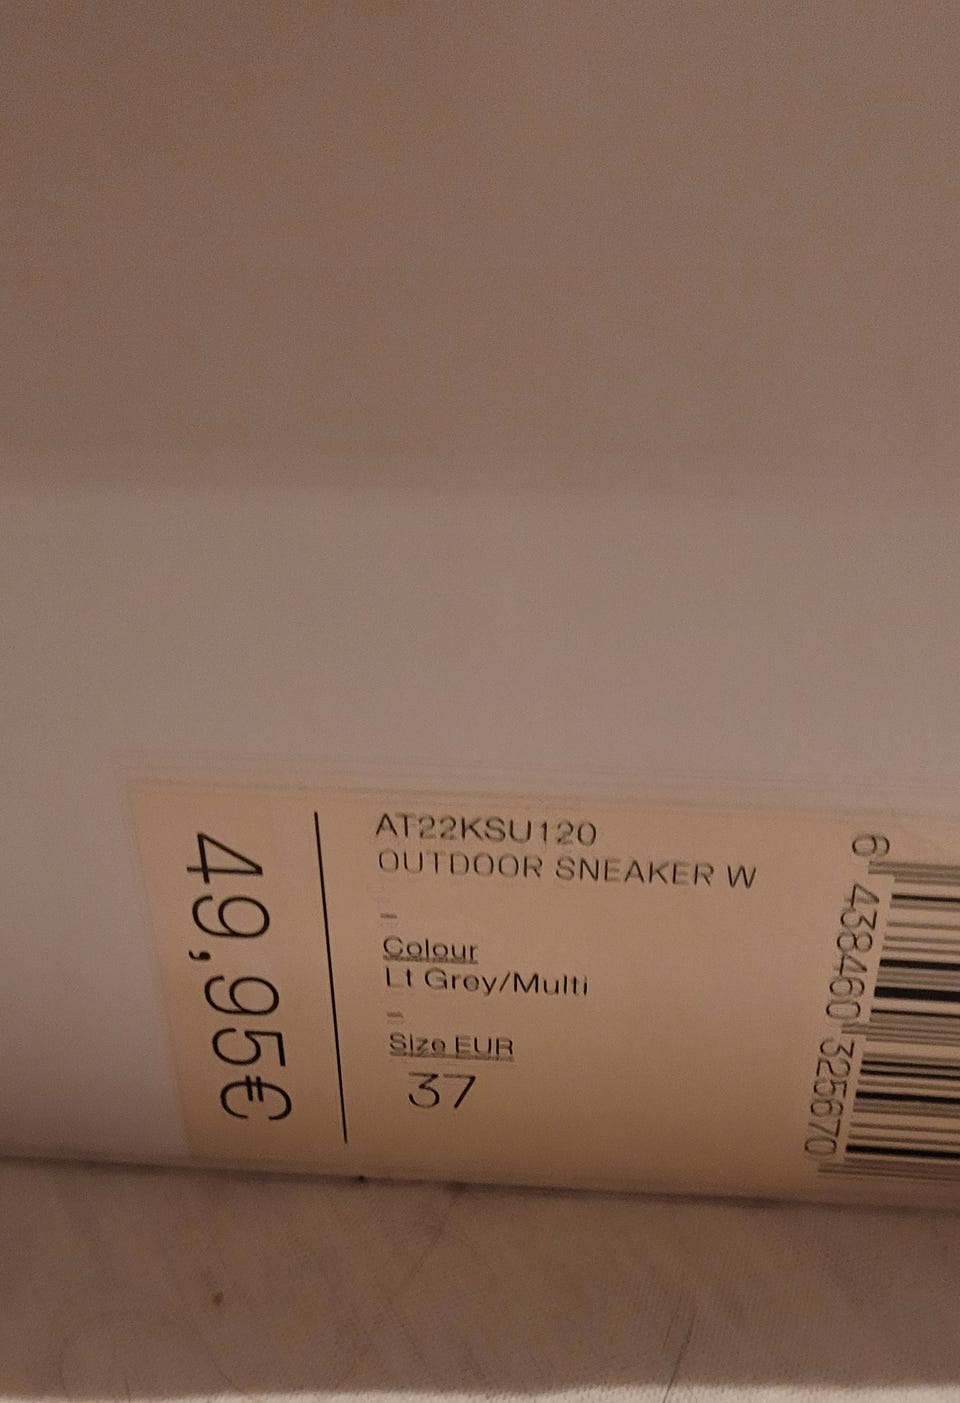 49,95€
AT22KSU120
OUTDOOR SNEAKER W
Colour
Lt Grey/Multi
Size EUR
37
6 438460 325670